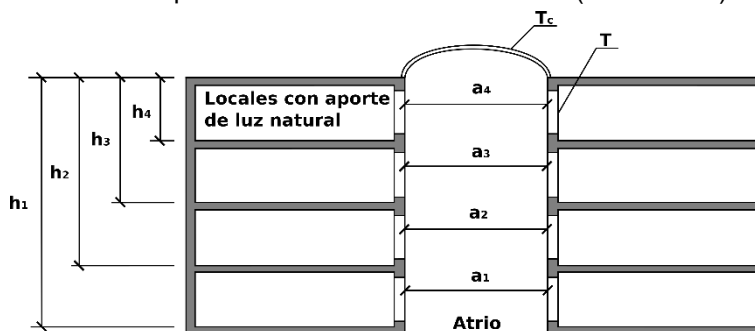 Tc
T
Locales con aporte
de luz natural
a4
h4
h3
a3
h2
h1
a2
a1
Atrio